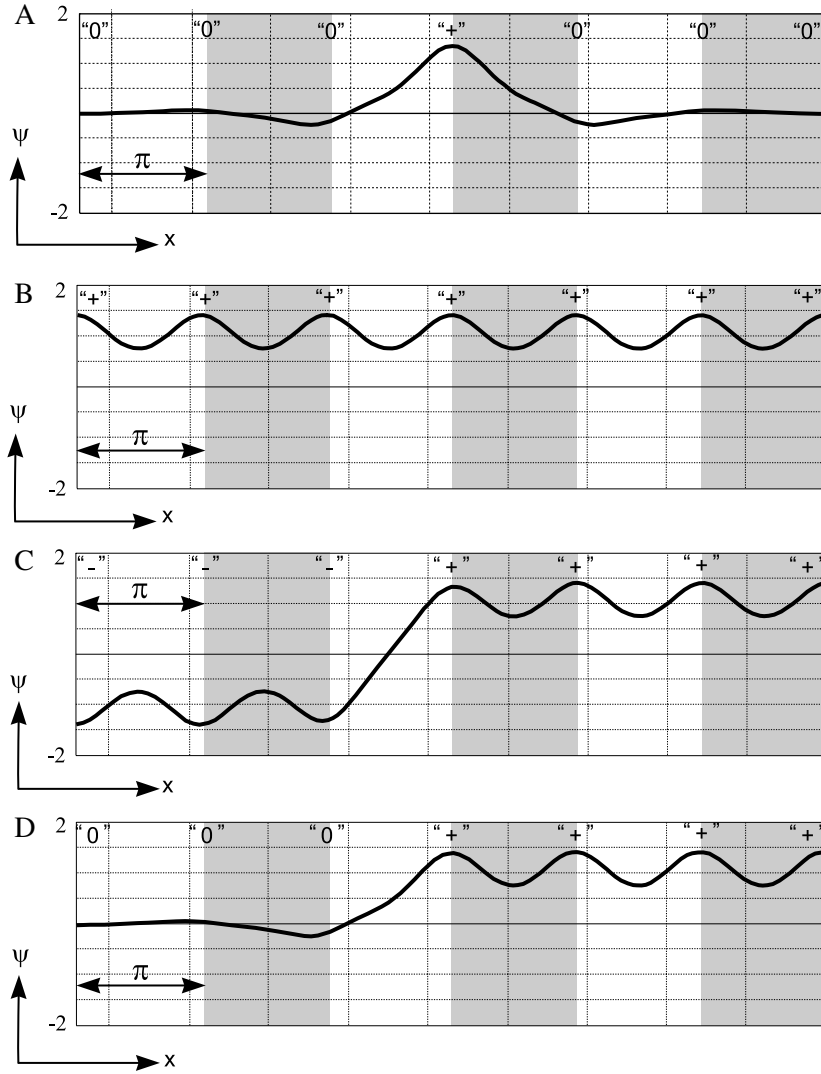 A
2
“0” “0” “0” “+” “0” “0” “0”
ψ
π
-2
x
B
2
“+” “+” “+” “+” “+” “+” “+”
ψ
π
-2
x
C
2
“-” “-” “-” “+” “+” “+” “+”
π
ψ
-2
x
D
2
“0” “0” “0” “+” “+” “+” “+”
ψ
π
-2
x